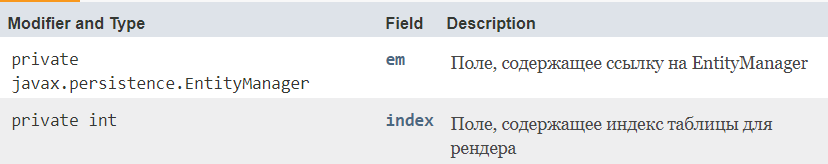 Modifier and Type Field Description
private em Поле, содержащее ссылку на EntityManager
javax.persistence.EntityManager
private int index Поле, содержащее индекс таблицы для
рендера